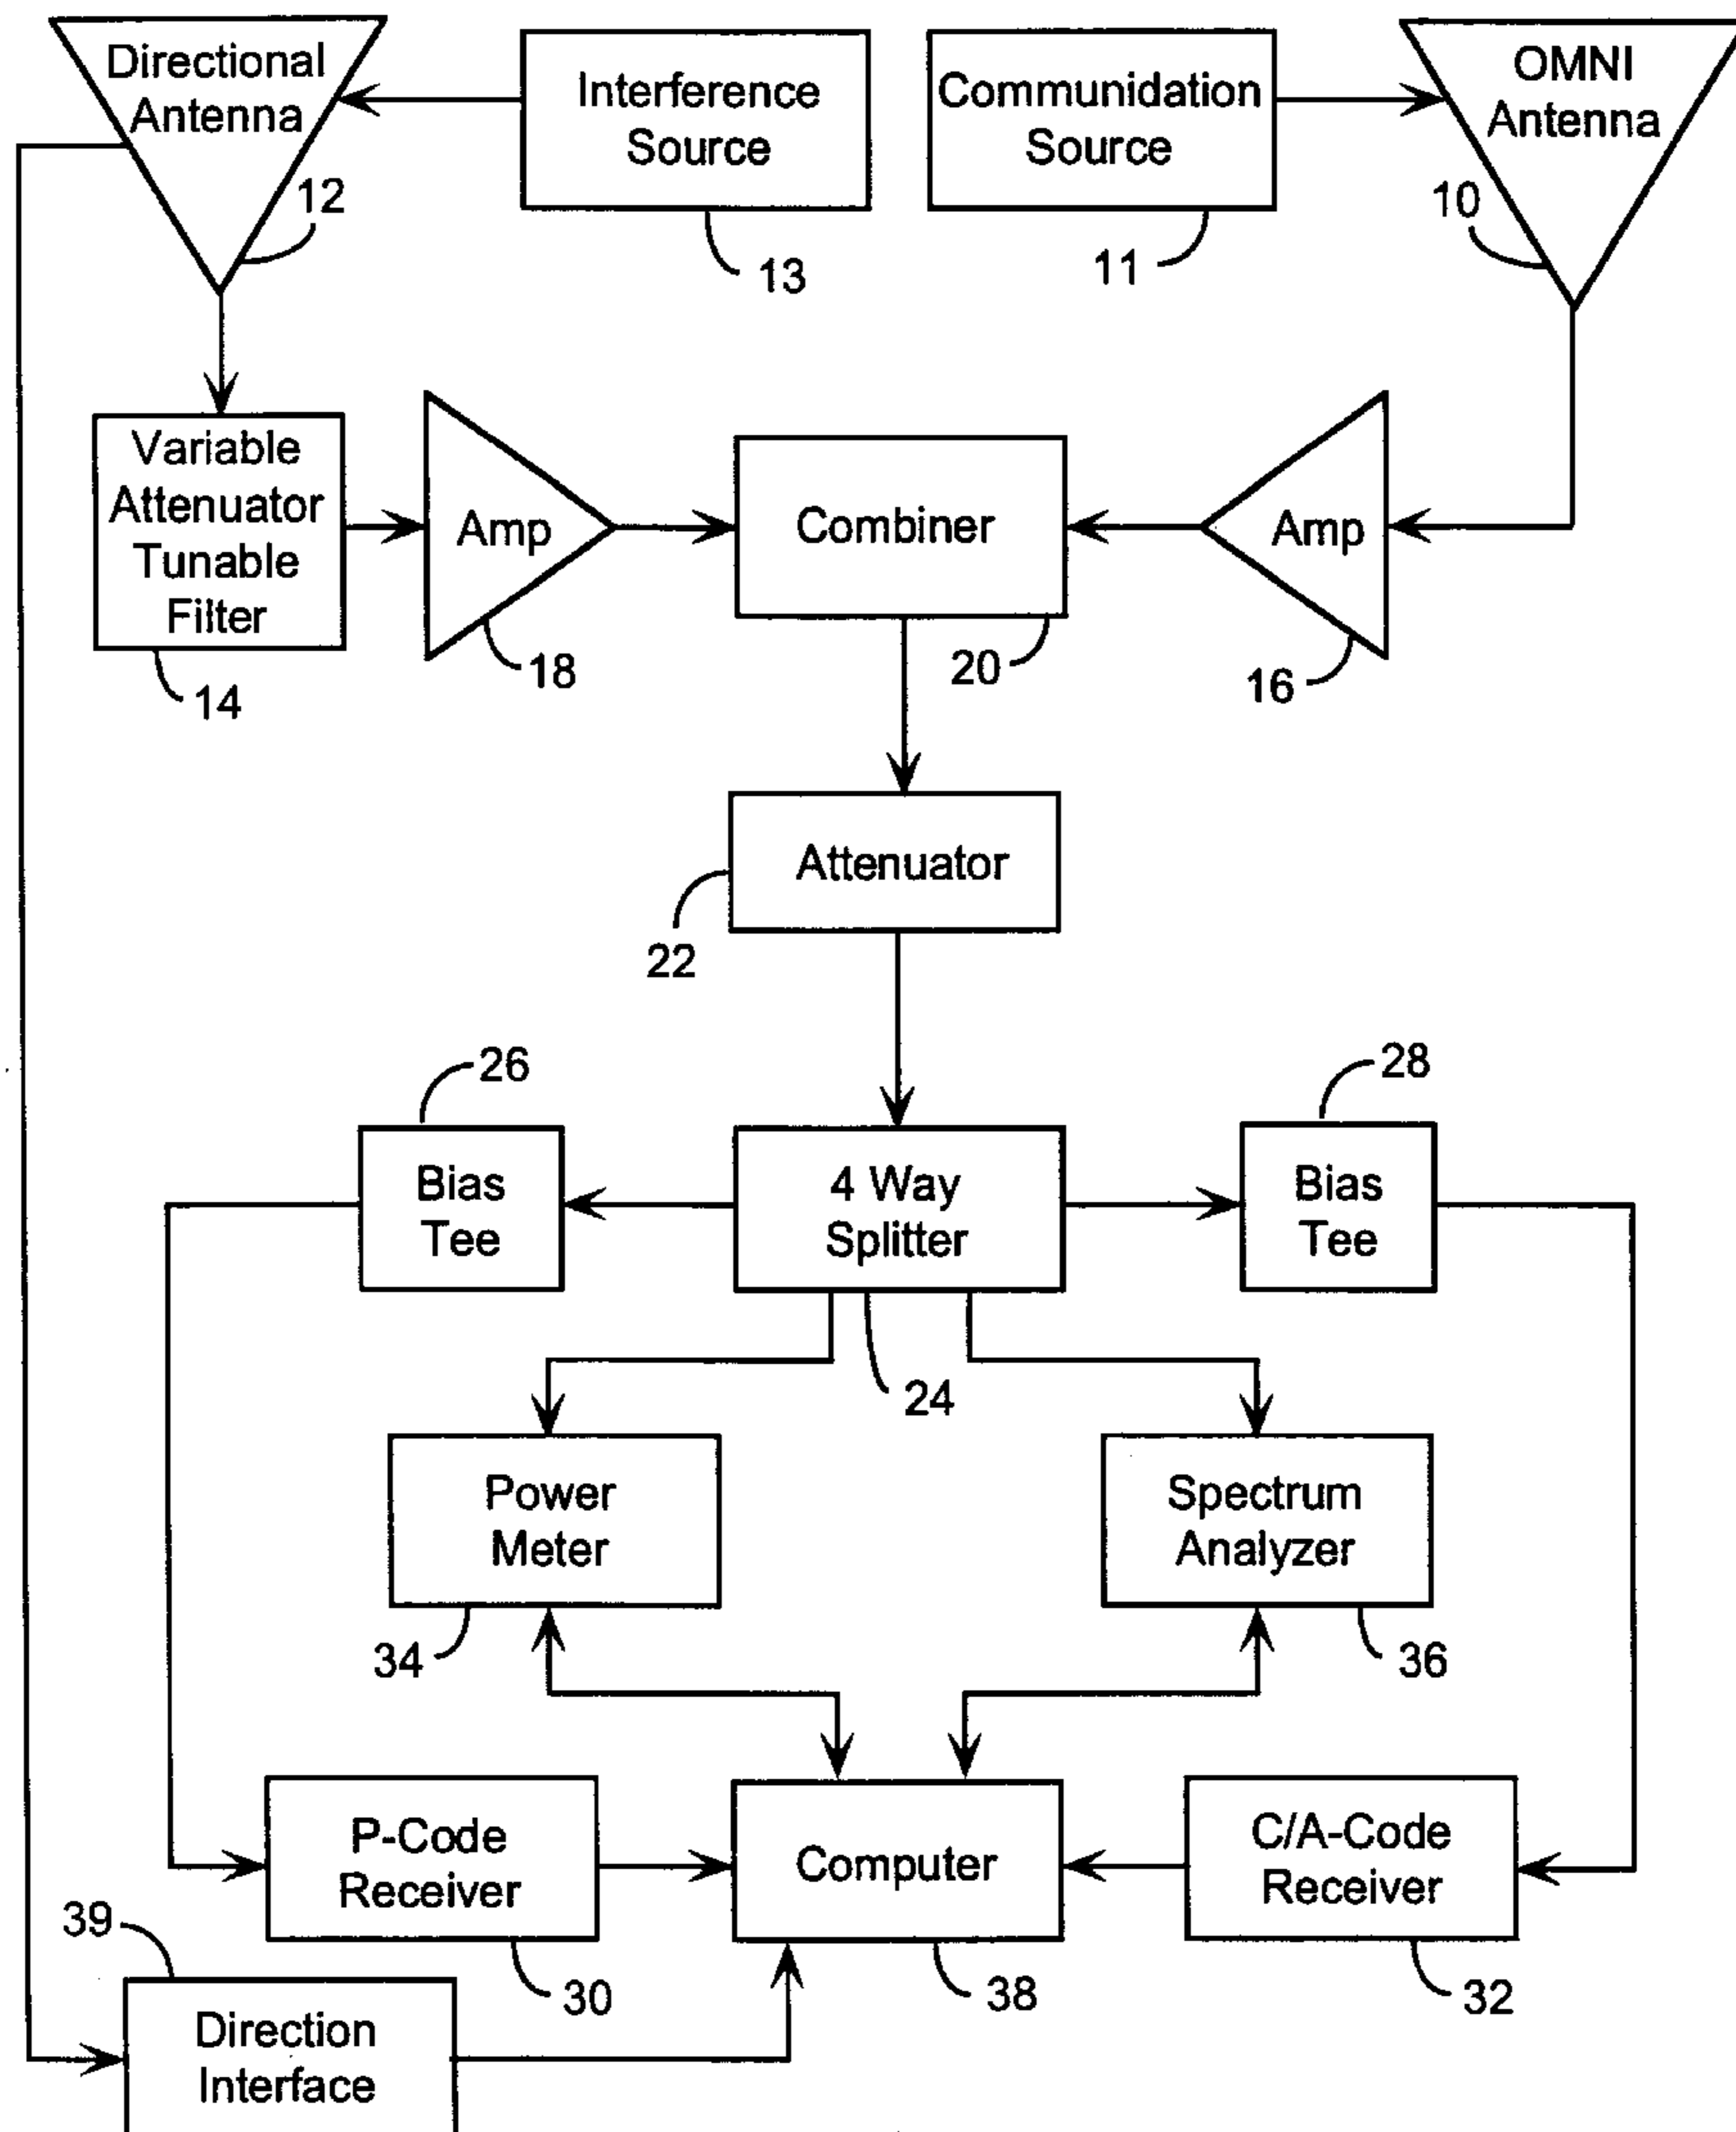 Directional
Antenna
Interference
Source
Communidation
Source
OMNI
Antenna
12
13
11
10
Variable
Attenuator
Tunable
Filter
Amp
Combiner
Amp
14
18
20
16
Attenuator
22
26
28
Bias
Tee
4 Way
Splitter
Bias
Tee
24
Power
Meter
Spectrum
Analyzer
34
36
P-Code
Receiver
Computer
C/A-Code
Receiver
39
30
38
32
Direction
Interface